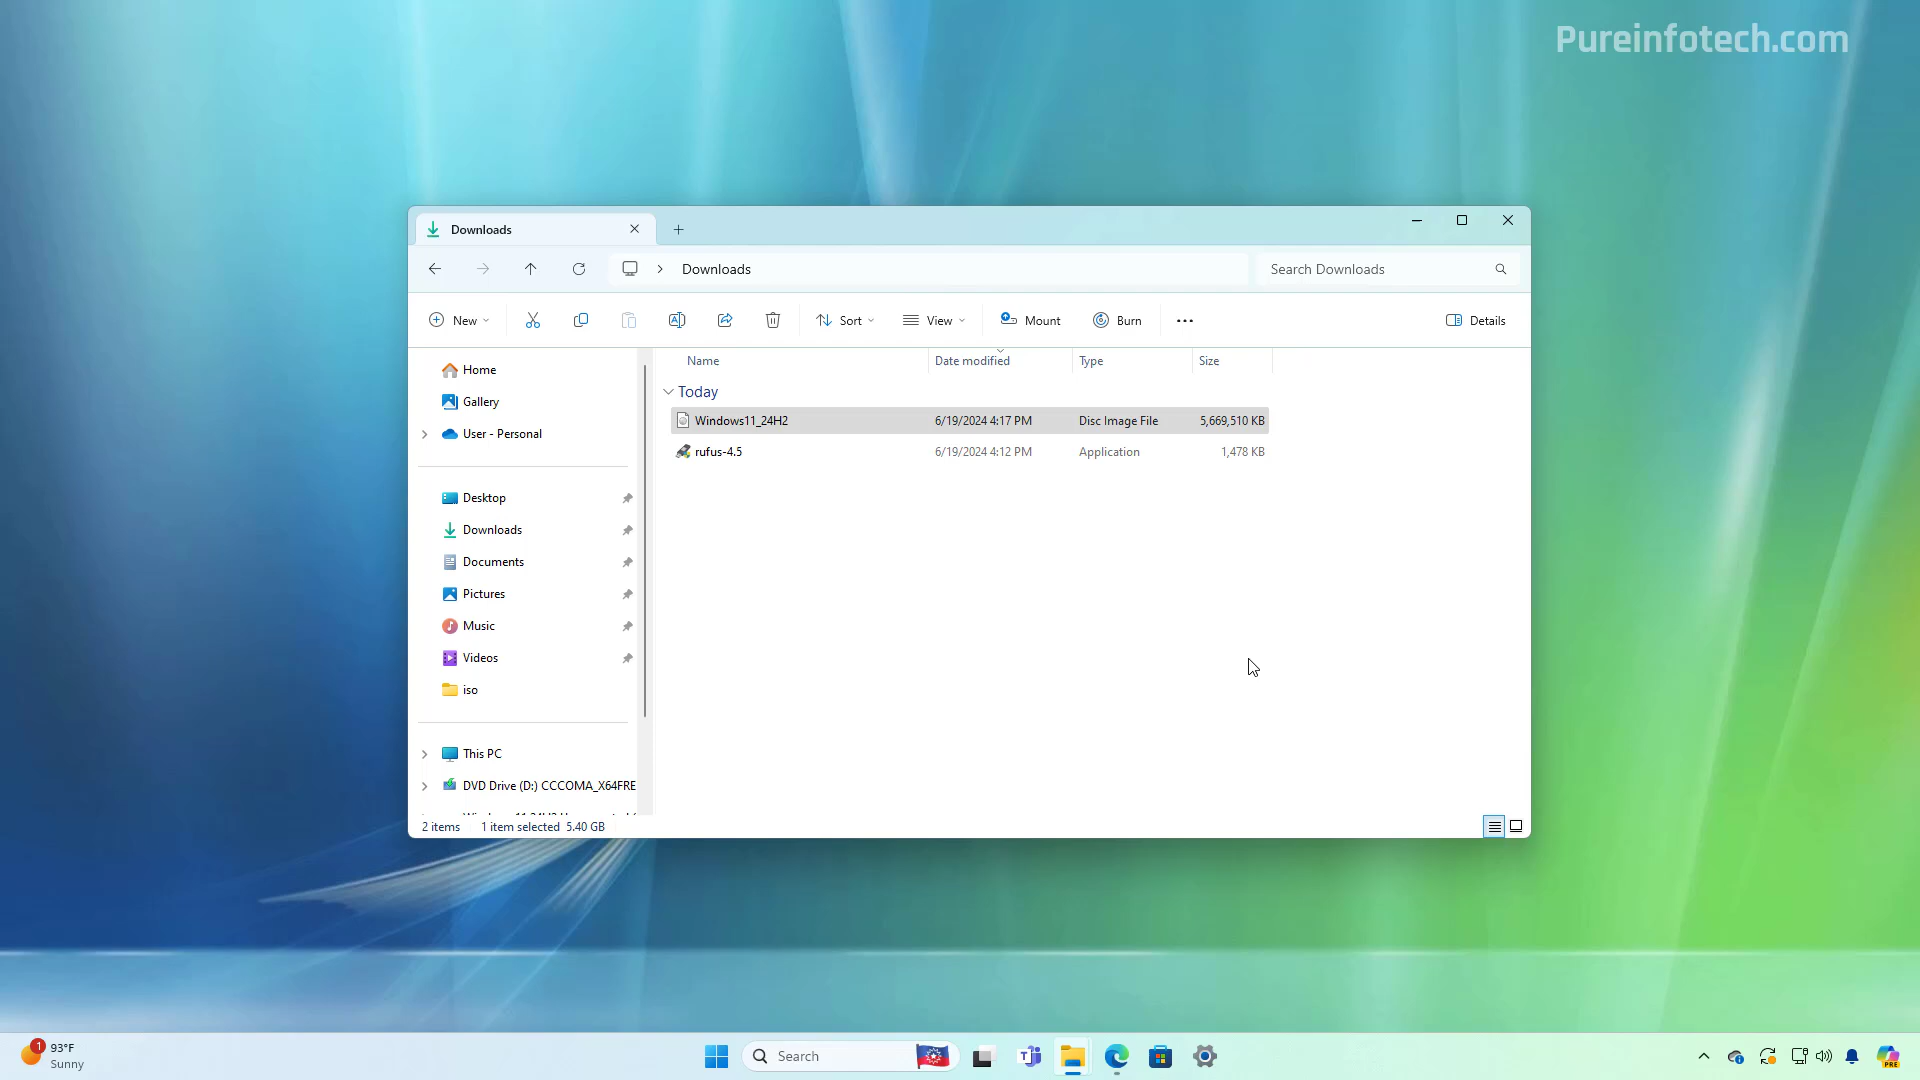 Pureinfotech.com
Downloads
Downloads
Search Downloads
New
Sort
View
Mount
Burn
Details
Name
Date modified
Type
Size
Home
Gallery
User - Personal
Today
Windows11_24H2 6/19/2024 4:17 PM Disc Image File 5,669,510 KB
rufus-4.5 6/19/2024 4:12 PM Application 1,478 KB
Desktop
Downloads
Documents
Pictures
Music
Videos
iso
This PC
DVD Drive (D:) CCCOMA_X64FRE
2 items 1 item selected 5.40 GB
1
93°F
Sunny
Search
PRE